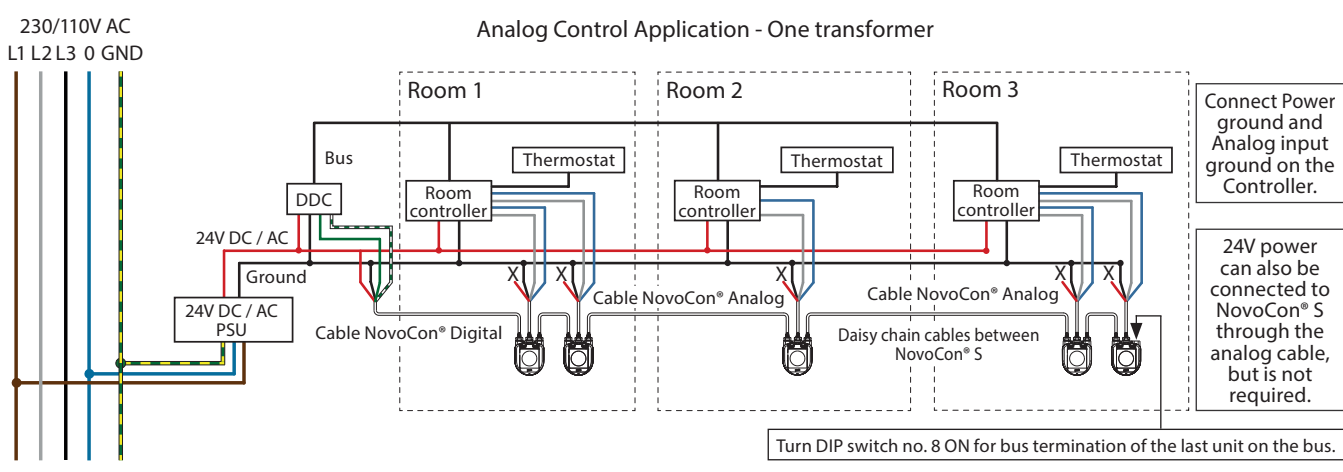 230/110V AC
L1 L2 L3 0 GND
Analog Control Application - One transformer
Room 1
Room 2
Room 3
Bus
Thermostat
Thermostat
Thermostat
DDC
Room
controller
Room
controller
Room
controller
24V DC / AC
Ground
X
X
X
X
X
24V DC / AC
PSU
Cable NovoCon® Digital
Cable NovoCon® Analog
Cable NovoCon® Analog
Daisy chain cables between
NovoCon® S
Connect Power
ground and
Analog input
ground on the
Controller.
24V power
can also be
connected to
NovoCon® S
through the
analog cable,
but is not
required.
Turn DIP switch no. 8 ON for bus termination of the last unit on the bus.